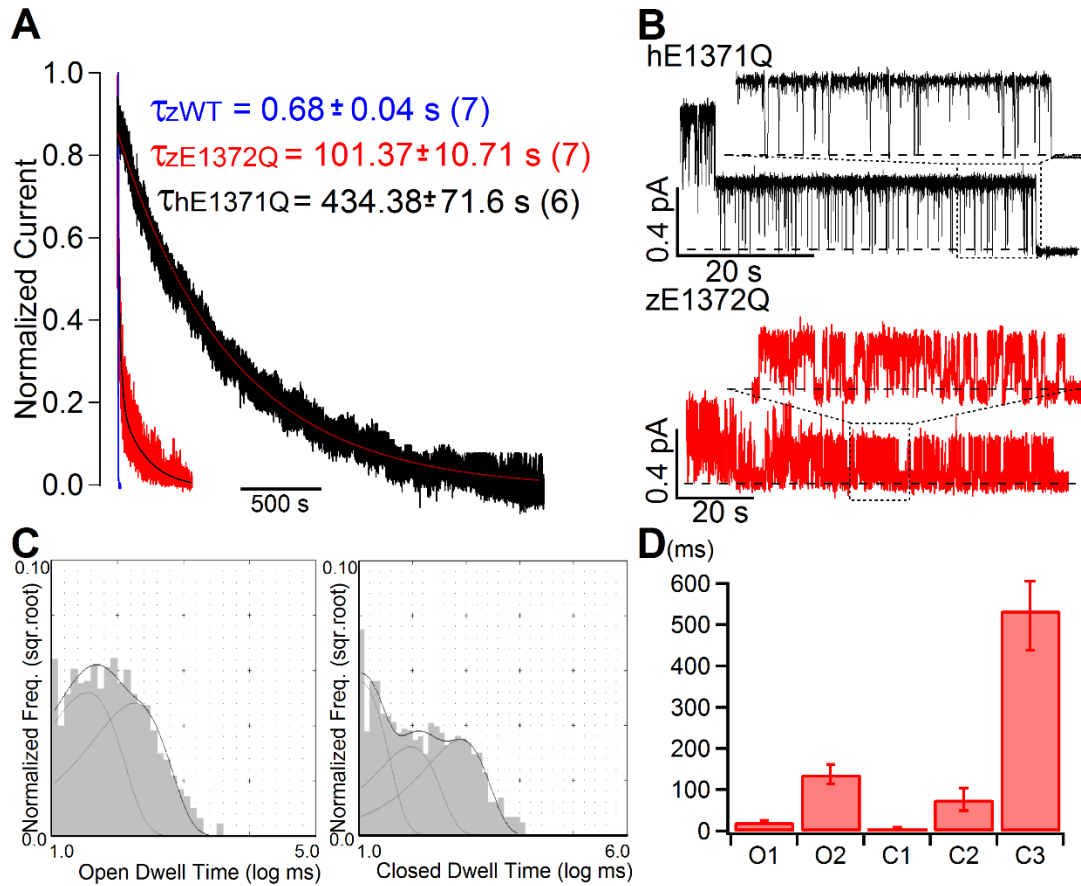 A
Normalized Current
1.0
0.8
0.6
0.4
0.2
0.0
τzWT = 0.68 ± 0.04 s (7)
τzE1372Q = 101.37 ± 10.71 s (7)
τhE1371Q = 434.38 ± 71.6 s (6)
500 s
B
hE1371Q
0.4 pA
20 s
zE1372Q
0.4 pA
20 s
C
Normalized Freq. (sqr.root)
0.10
0.0
1.0
5.0
Open Dwell Time (log ms)
Normalized Freq. (sqr.root)
0.10
0.0
1.0
6.0
Closed Dwell Time (log ms)
D
(ms)
600
500
400
300
200
100
0
O1
O2
C1
C2
C3